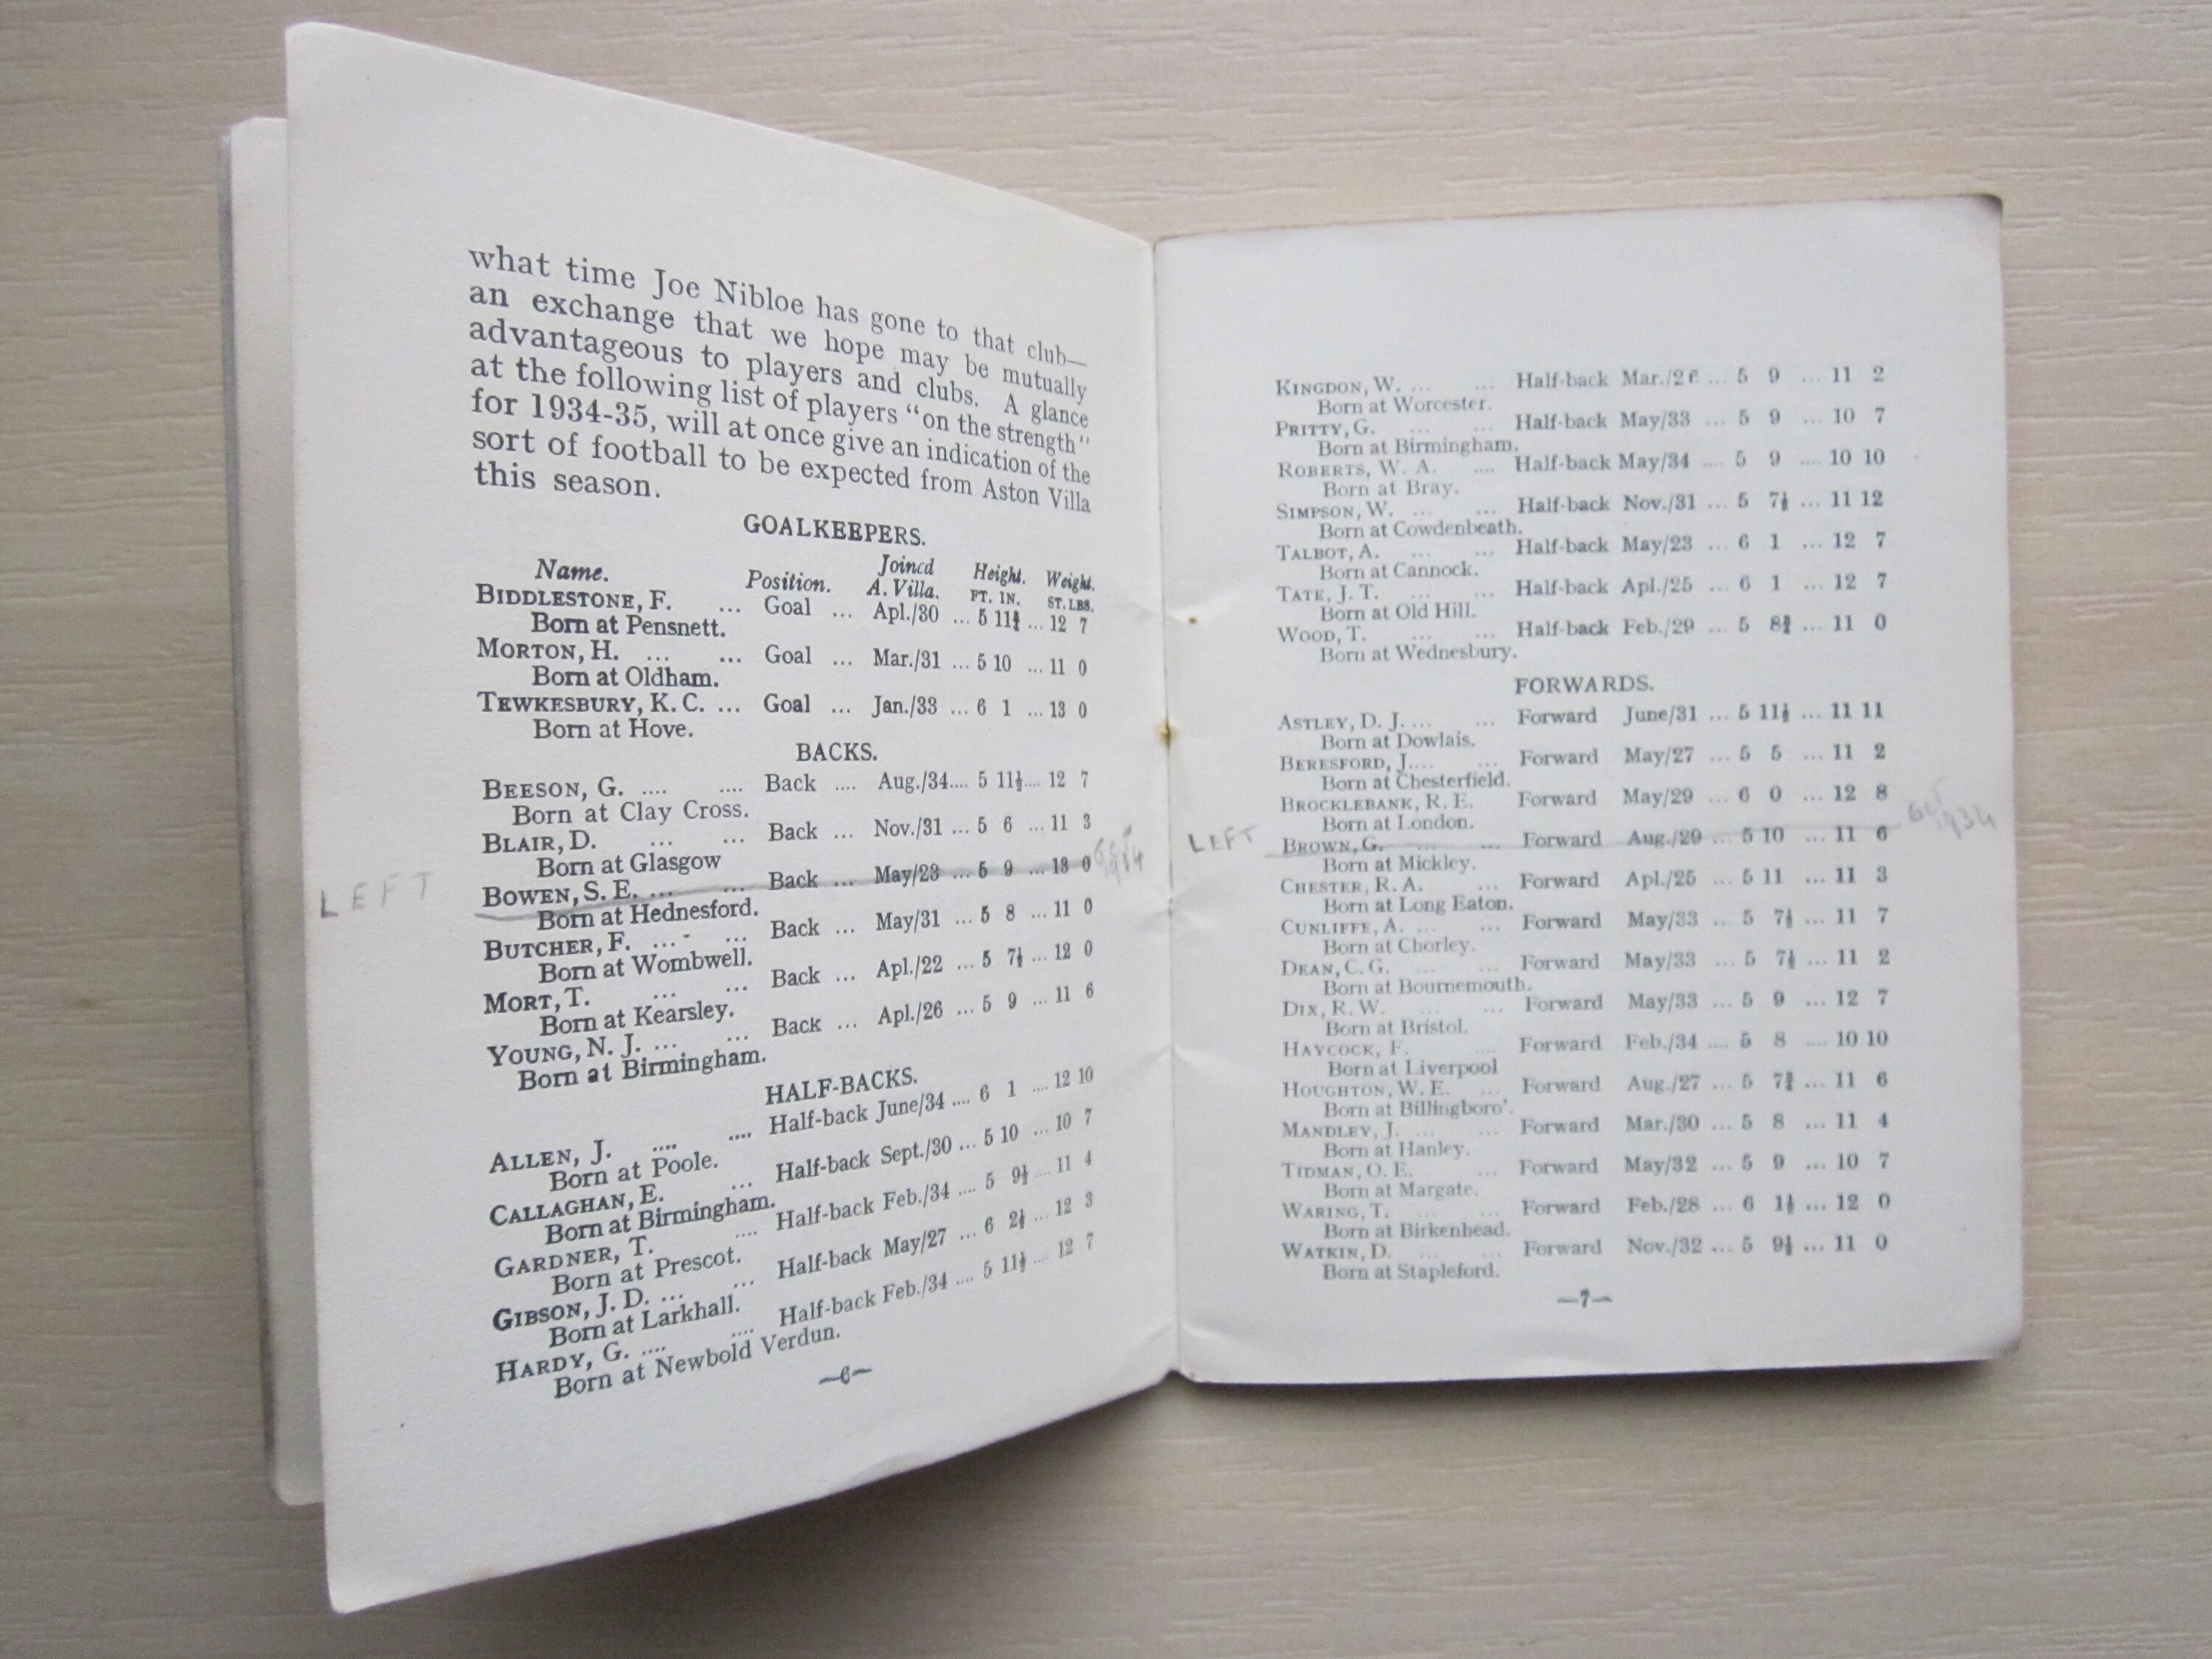 what time Joe Nibloe has gone to that club—
an exchange that we hope may be mutually
advantageous to players and clubs. A glance
at the following list of players "on the strength"
for 1934-35, will at once give an indication of the
sort of football to be expected from Aston Villa
this season.
GOALKEEPERS.
Name. Position. Joined A. Villa. Height. FT. IN. Weight. ST. LBS.
BIDDLESTONE, F. ... Goal ... Apl./30 ... 5 11¾ ... 12 7
Born at Pensnett.
MORTON, H. ... ... Goal ... Mar./31 ... 5 10 ... 11 0
Born at Oldham.
TEWKESBURY, K. C. ... Goal ... Jan./33 ... 6 1 ... 13 0
Born at Hove.
BACKS.
BEESON, G. .... .... Back .... Aug./34.... 5 11½.... 12 7
Born at Clay Cross.
BLAIR, D. ... ... Back ... Nov./31 ... 5 6 ... 11 3
Born at Glasgow
LEFT BOWEN, S. E. ... ... Back ... May/23 ... 5 9 ... 13 0
Born at Hednesford.
BUTCHER, F. ... ... Back ... May/31 ... 5 8 ... 11 0
Born at Wombwell.
MORT, T. ... ... Back ... Apl./22 ... 5 7½ ... 12 0
Born at Kearsley.
YOUNG, N. J. ... ... Back ... Apl./26 ... 5 9 ... 11 6
Born at Birmingham.
HALF-BACKS.
ALLEN, J. .... .... Half-back June/34 .... 6 1 .... 12 10
Born at Poole.
CALLAGHAN, E. ... Half-back Sept./30 ... 5 10 ... 10 7
Born at Birmingham.
GARDNER, T. .... Half-back Feb./34 .... 5 9½ .... 11 4
Born at Prescot.
GIBSON, J. D. ... ... Half-back May/27 ... 6 2½ ... 12 3
Born at Larkhall.
HARDY, G. .... .... Half-back Feb./34 .... 5 11½ .... 12 7
Born at Newbold Verdun.
—6—
KINGDON, W. ... ... Half-back Mar./26 ... 5 9 ... 11 2
Born at Worcester.
PRITTY, G. ... ... Half-back May/33 ... 5 9 ... 10 7
Born at Birmingham.
ROBERTS, W. A. .... Half-back May/34 .... 5 9 .... 10 10
Born at Bray.
SIMPSON, W. ... ... Half-back Nov./31 ... 5 7½ ... 11 12
Born at Cowdenbeath.
TALBOT, A. ... ... Half-back May/23 ... 6 1 ... 12 7
Born at Cannock.
TATE, J. T. ... ... Half-back Apl./25 ... 6 1 ... 12 7
Born at Old Hill.
WOOD, T. ... ... Half-back Feb./29 ... 5 8¾ ... 11 0
Born at Wednesbury.
FORWARDS.
ASTLEY, D. J. ... ... Forward June/31 ... 5 11½ ... 11 11
Born at Dowlais.
BERESFORD, J.... ... Forward May/27 ... 5 5 ... 11 2
Born at Chesterfield.
BROCKLEBANK, R. E. Forward May/29 ... 6 0 ... 12 8
Born at London.
LEFT BROWN, G. ... ... Forward Aug./29 ... 5 10 ... 11 6 1934
Born at Mickley.
CHESTER, R. A. ... Forward Apl./25 ... 5 11 ... 11 3
Born at Long Eaton.
CUNLIFFE, A. ... ... Forward May/33 ... 5 7½ ... 11 7
Born at Chorley.
DEAN, C. G. ... ... Forward May/33 ... 5 7½ ... 11 2
Born at Bournemouth.
DIX, R. W. ... ... Forward May/33 ... 5 9 ... 12 7
Born at Bristol.
HAYCOCK, F. .... Forward Feb./34 .... 5 8 .... 10 10
Born at Liverpool
HOUGHTON, W. E. ... Forward Aug./27 ... 5 7¾ ... 11 6
Born at Billingboro'.
MANDLEY, J. ... ... Forward Mar./30 ... 5 8 ... 11 4
Born at Hanley.
TIDMAN, O. E. ... Forward May/32 ... 5 9 ... 10 7
Born at Margate.
WARING, T. ... ... Forward Feb./28 ... 6 1½ ... 12 0
Born at Birkenhead.
WATKIN, D. ... ... Forward Nov./32 ... 5 9½ ... 11 0
Born at Stapleford.
—7—